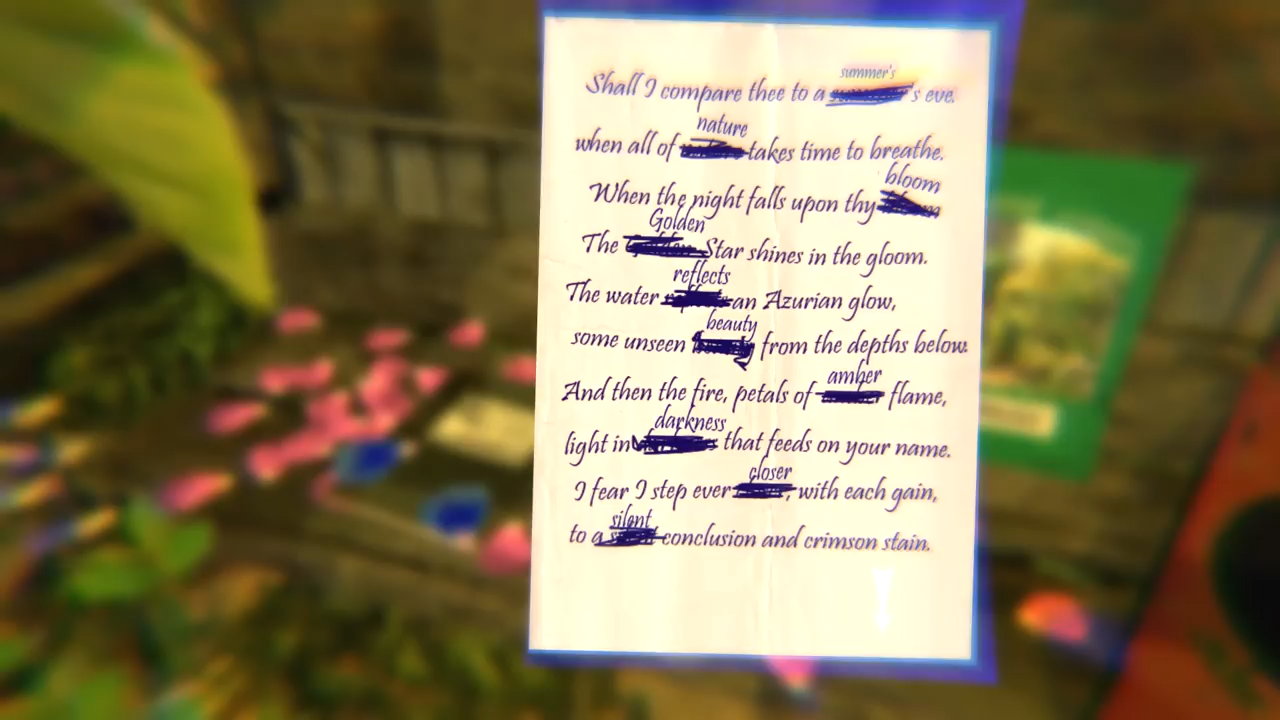 summer's
Shall I compare thee to a 's eve.
nature
when all of takes time to breathe.
bloom
When the night falls upon thy
Golden
The Star shines in the gloom.
reflects
The water an Azurian glow,
beauty
some unseen from the depths below.
amber
And then the fire, petals of flame,
darkness
light in that feeds on your name.
closer
I fear I step ever , with each gain,
silent
to a conclusion and crimson stain.